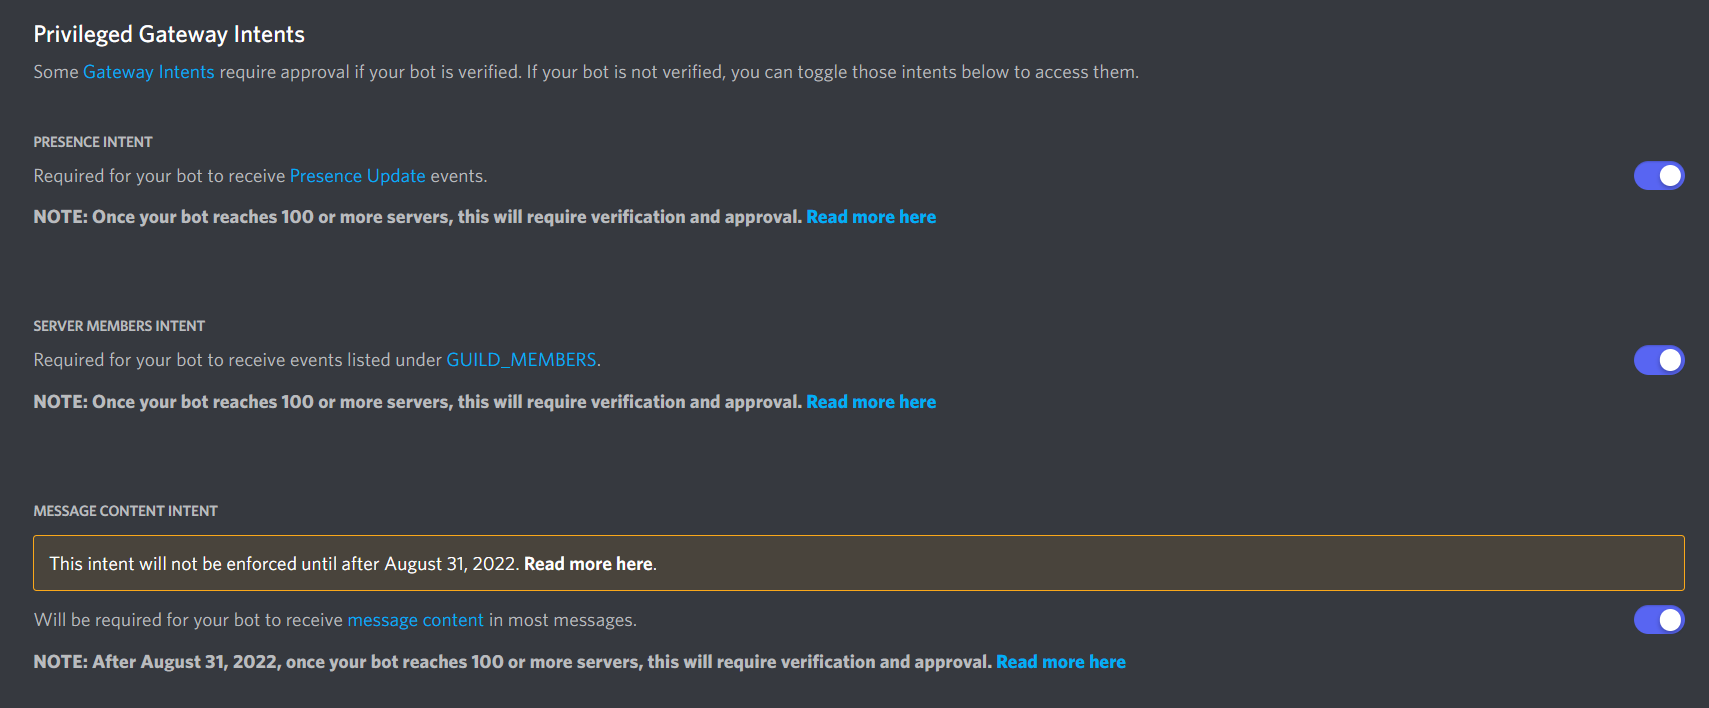 Privileged Gateway Intents
Some Gateway Intents require approval if your bot is verified. If your bot is not verified, you can toggle those intents below to access them.
PRESENCE INTENT
Required for your bot to receive Presence Update events.
NOTE: Once your bot reaches 100 or more servers, this will require verification and approval. Read more here
SERVER MEMBERS INTENT
Required for your bot to receive events listed under GUILD_MEMBERS.
NOTE: Once your bot reaches 100 or more servers, this will require verification and approval. Read more here
MESSAGE CONTENT INTENT
This intent will not be enforced until after August 31, 2022. Read more here.
Will be required for your bot to receive message content in most messages.
NOTE: After August 31, 2022, once your bot reaches 100 or more servers, this will require verification and approval. Read more here